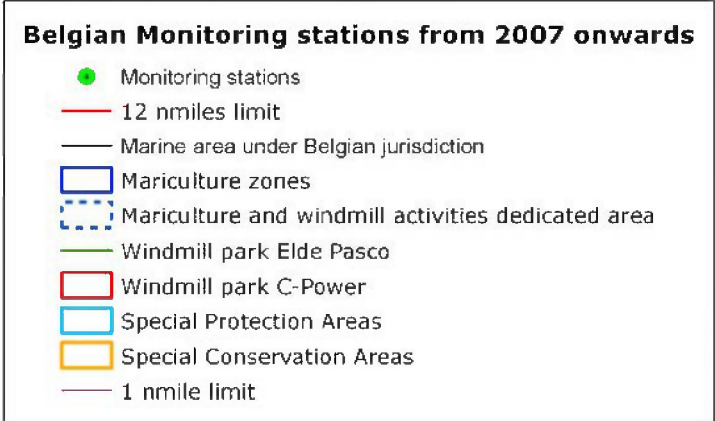 Belgian Monitoring stations from 2007 onwards
Monitoring stations
12 nmiles limit
Marine area under Belgian jurisdiction
Mariculture zones
Mariculture and windmill activities dedicated area
Windmill park Elde Pasco
Windmill park C-Power
Special Protection Areas
Special Conservation Areas
1 nmile limit